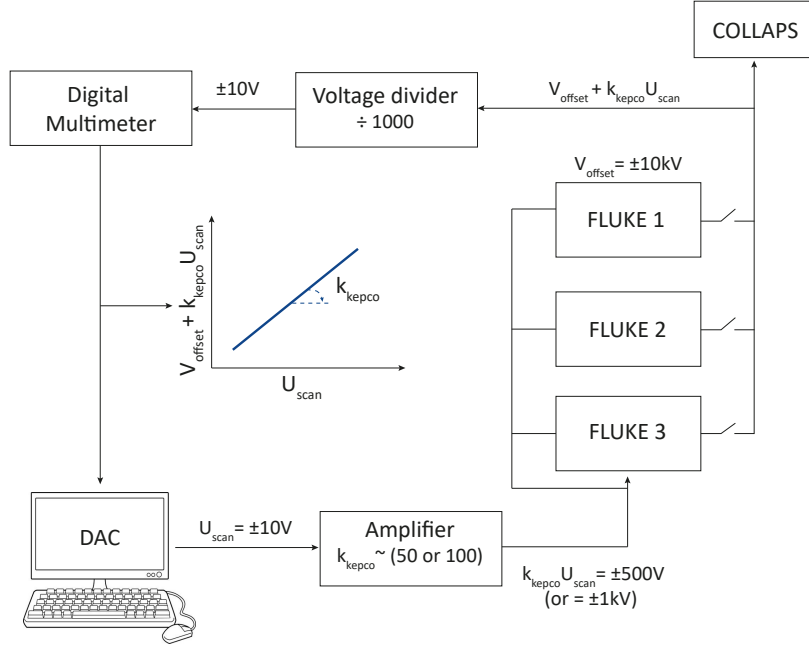 COLLAPS
Digital
Multimeter
±10V
Voltage divider
÷ 1000
V_offset + k_kepco U_scan
V_offset = ±10kV
FLUKE 1
FLUKE 2
FLUKE 3
V_offset + k_kepco U_scan
k_kepco
U_scan
DAC
U_scan = ±10V
Amplifier
k_kepco ~ (50 or 100)
k_kepco U_scan = ±500V
(or = ±1kV)